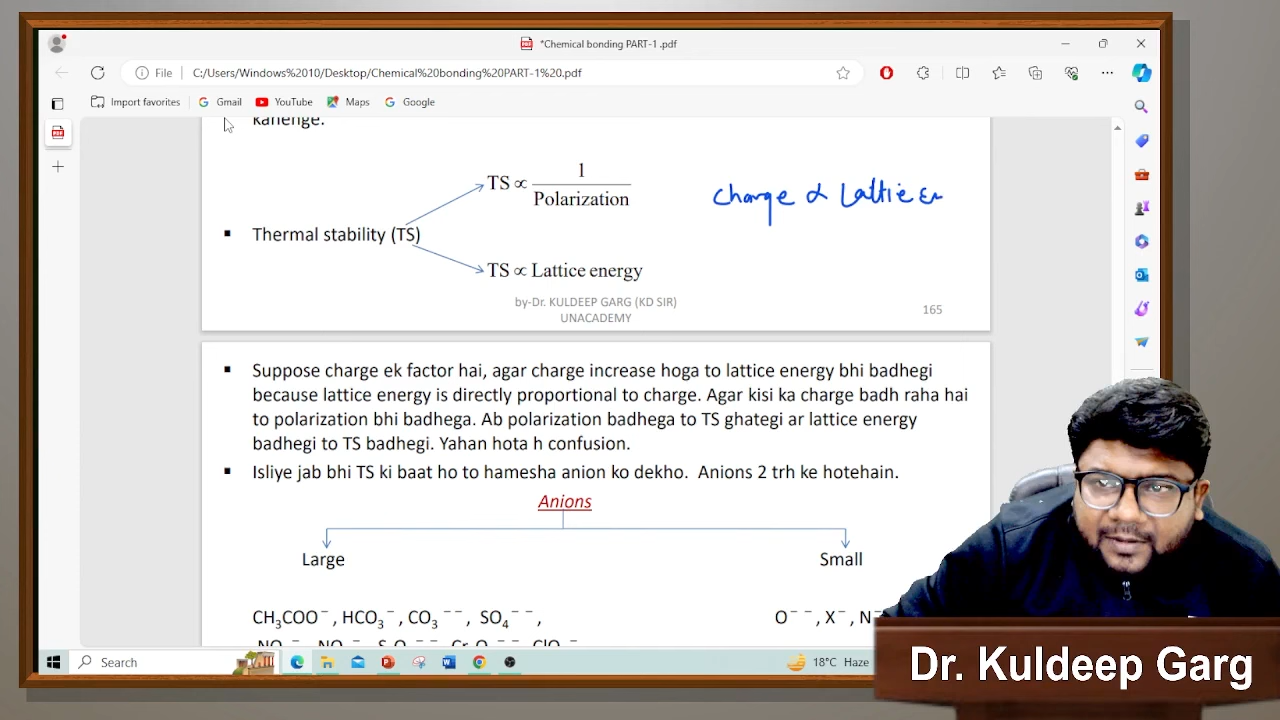 *Chemical bonding PART-1 .pdf
File
C:/Users/Windows%2010/Desktop/Chemical%20bonding%20PART-1%20.pdf
Import favorites
Gmail
YouTube
Maps
Google
kahenge.
TS ∝ 1 / Polarization
Charge ∝ Lattice En
Thermal stability (TS)
TS ∝ Lattice energy
by-Dr. KULDEEP GARG (KD SIR)
UNACADEMY
165
Suppose charge ek factor hai, agar charge increase hoga to lattice energy bhi badhegi
because lattice energy is directly proportional to charge. Agar kisi ka charge badh raha hai
to polarization bhi badhega. Ab polarization badhega to TS ghategi ar lattice energy
badhegi to TS badhegi. Yahan hota h confusion.
Isliye jab bhi TS ki baat ho to hamesha anion ko dekho. Anions 2 trh ke hotehain.
Anions
Large
Small
CH₃COO⁻, HCO₃⁻, CO₃⁻⁻, SO₄⁻⁻,
O⁻⁻, X⁻, N
Search
18°C Haze
Dr. Kuldeep Garg